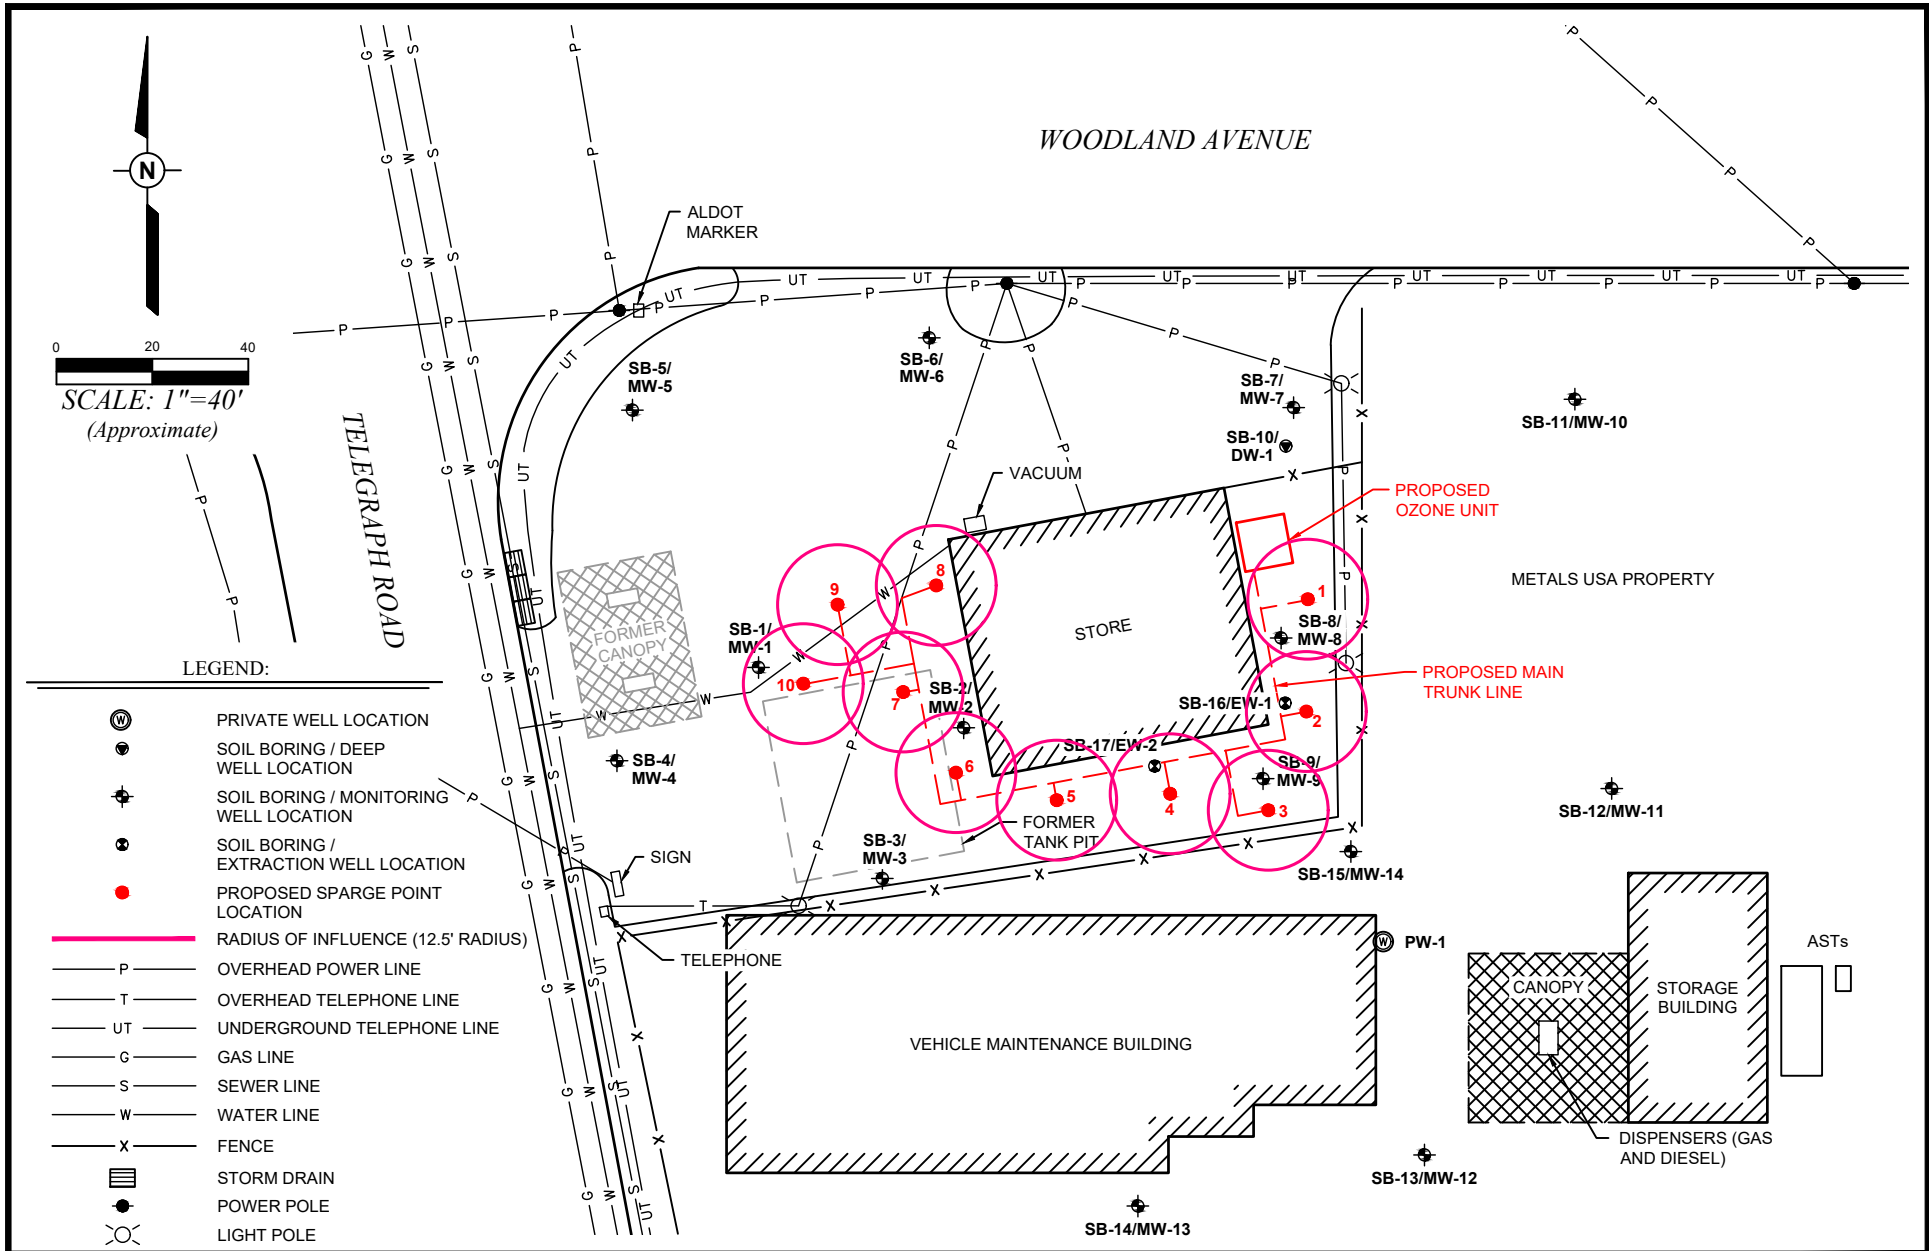 WOODLAND AVENUE
N
ALDOT
MARKER
0 20 40
SCALE: 1"=40'
(Approximate)
TELEGRAPH ROAD
SB-5/
MW-5
SB-6/
MW-6
SB-7/
MW-7
SB-10/
DW-1
SB-11/MW-10
VACUUM
PROPOSED
OZONE UNIT
METALS USA PROPERTY
FORMER
CANOPY
STORE
SB-1/
MW-1
SB-2/
MW-2
SB-8/
MW-8
PROPOSED MAIN
TRUNK LINE
SB-16/EW-1
SB-17/EW-2
SB-4/
MW-4
SB-9/
MW-9
SB-12/MW-11
1
2
3
4
5
6
7
8
9
10
FORMER
TANK PIT
SB-3/
MW-3
SB-15/MW-14
SIGN
TELEPHONE
PW-1
VEHICLE MAINTENANCE BUILDING
CANOPY
STORAGE
BUILDING
ASTs
DISPENSERS (GAS
AND DIESEL)
SB-13/MW-12
SB-14/MW-13
LEGEND:
W PRIVATE WELL LOCATION
SOIL BORING / DEEP
WELL LOCATION
SOIL BORING / MONITORING
WELL LOCATION
SOIL BORING /
EXTRACTION WELL LOCATION
PROPOSED SPARGE POINT
LOCATION
RADIUS OF INFLUENCE (12.5' RADIUS)
P OVERHEAD POWER LINE
T OVERHEAD TELEPHONE LINE
UT UNDERGROUND TELEPHONE LINE
G GAS LINE
S SEWER LINE
W WATER LINE
X FENCE
STORM DRAIN
POWER POLE
LIGHT POLE